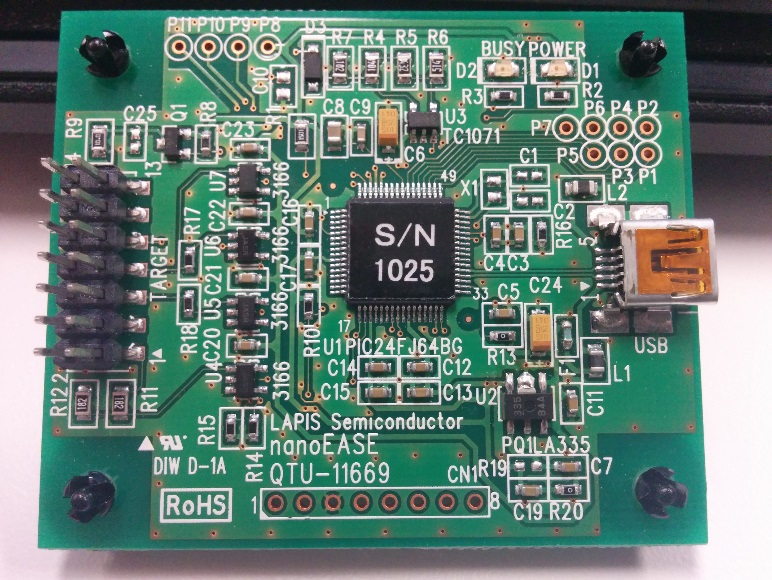 P11 P10 P9 P8
D3 R7 R4 R5 R6
BUSY POWER
D2 D1
C10
R3 R2
R9 C25 Q1 R8 R1 C8 C9
U3
TC1071
P6 P4 P2
P7
C23 C6
P5
P3 P1
13
U7 3166
49
C1
X1
L2
C22 C16 1
R17
C2
R16
U6 3166
S/N
1025
C4 C3
5
TARGET
C21 C17
C24
1
U5 3166
33
C5
R18
R10
17
R13
F1
USB
C20
U1 PIC24FJ64BG
2 1
U4 3166
C14 C12
L1
R12 R11
182 182
C15 C13
U2
C11
R15
LAPIS Semiconductor
R14
nanoEASE
PQ1LA335
DIW D-1A
QTU-11669
CN1
R19 C7
RoHS
1 8
C19 R20